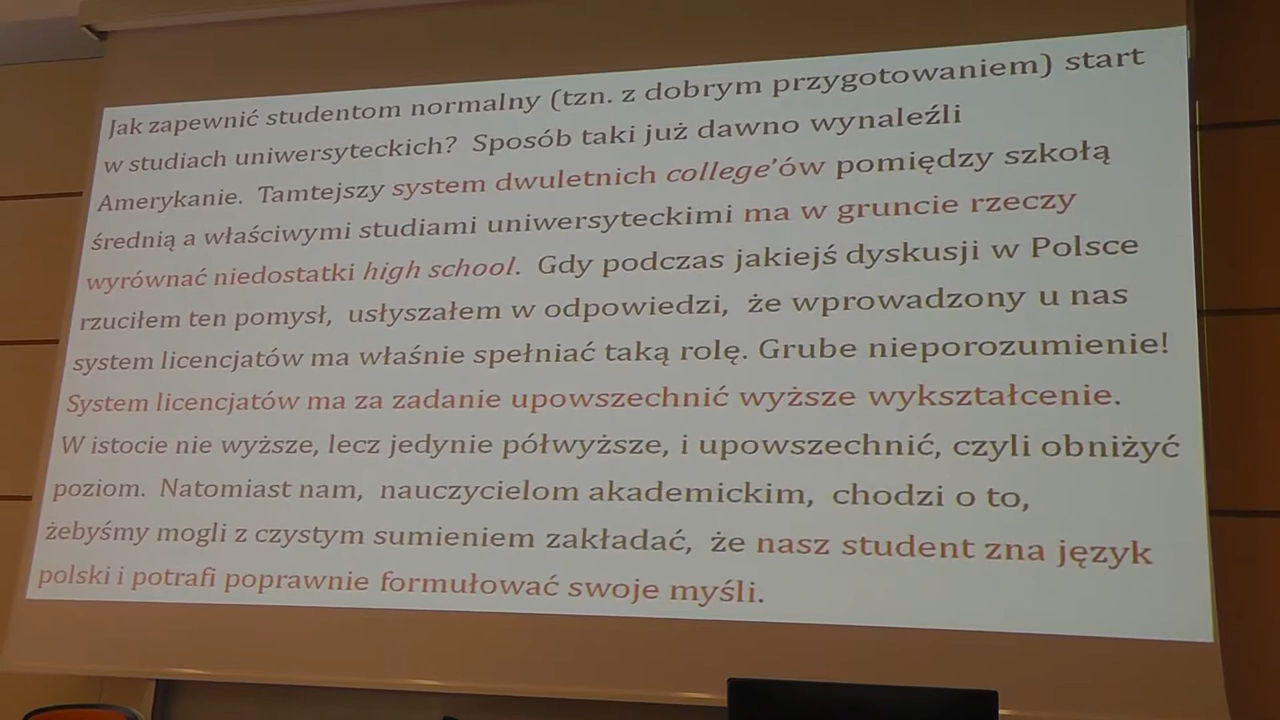 Jak zapewnić studentom normalny (tzn. z dobrym przygotowaniem) start
w studiach uniwersyteckich? Sposób taki już dawno wynaleźli
Amerykanie. Tamtejszy system dwuletnich college’ów pomiędzy szkołą
średnią a właściwymi studiami uniwersyteckimi ma w gruncie rzeczy
wyrównać niedostatki high school. Gdy podczas jakiejś dyskusji w Polsce
rzuciłem ten pomysł, usłyszałem w odpowiedzi, że wprowadzony u nas
system licencjatów ma właśnie spełniać taką rolę. Grube nieporozumienie!
System licencjatów ma za zadanie upowszechnić wyższe wykształcenie.
W istocie nie wyższe, lecz jedynie półwyższe, i upowszechnić, czyli obniżyć
poziom. Natomiast nam, nauczycielom akademickim, chodzi o to,
żebyśmy mogli z czystym sumieniem zakładać, że nasz student zna język
polski i potrafi poprawnie formułować swoje myśli.